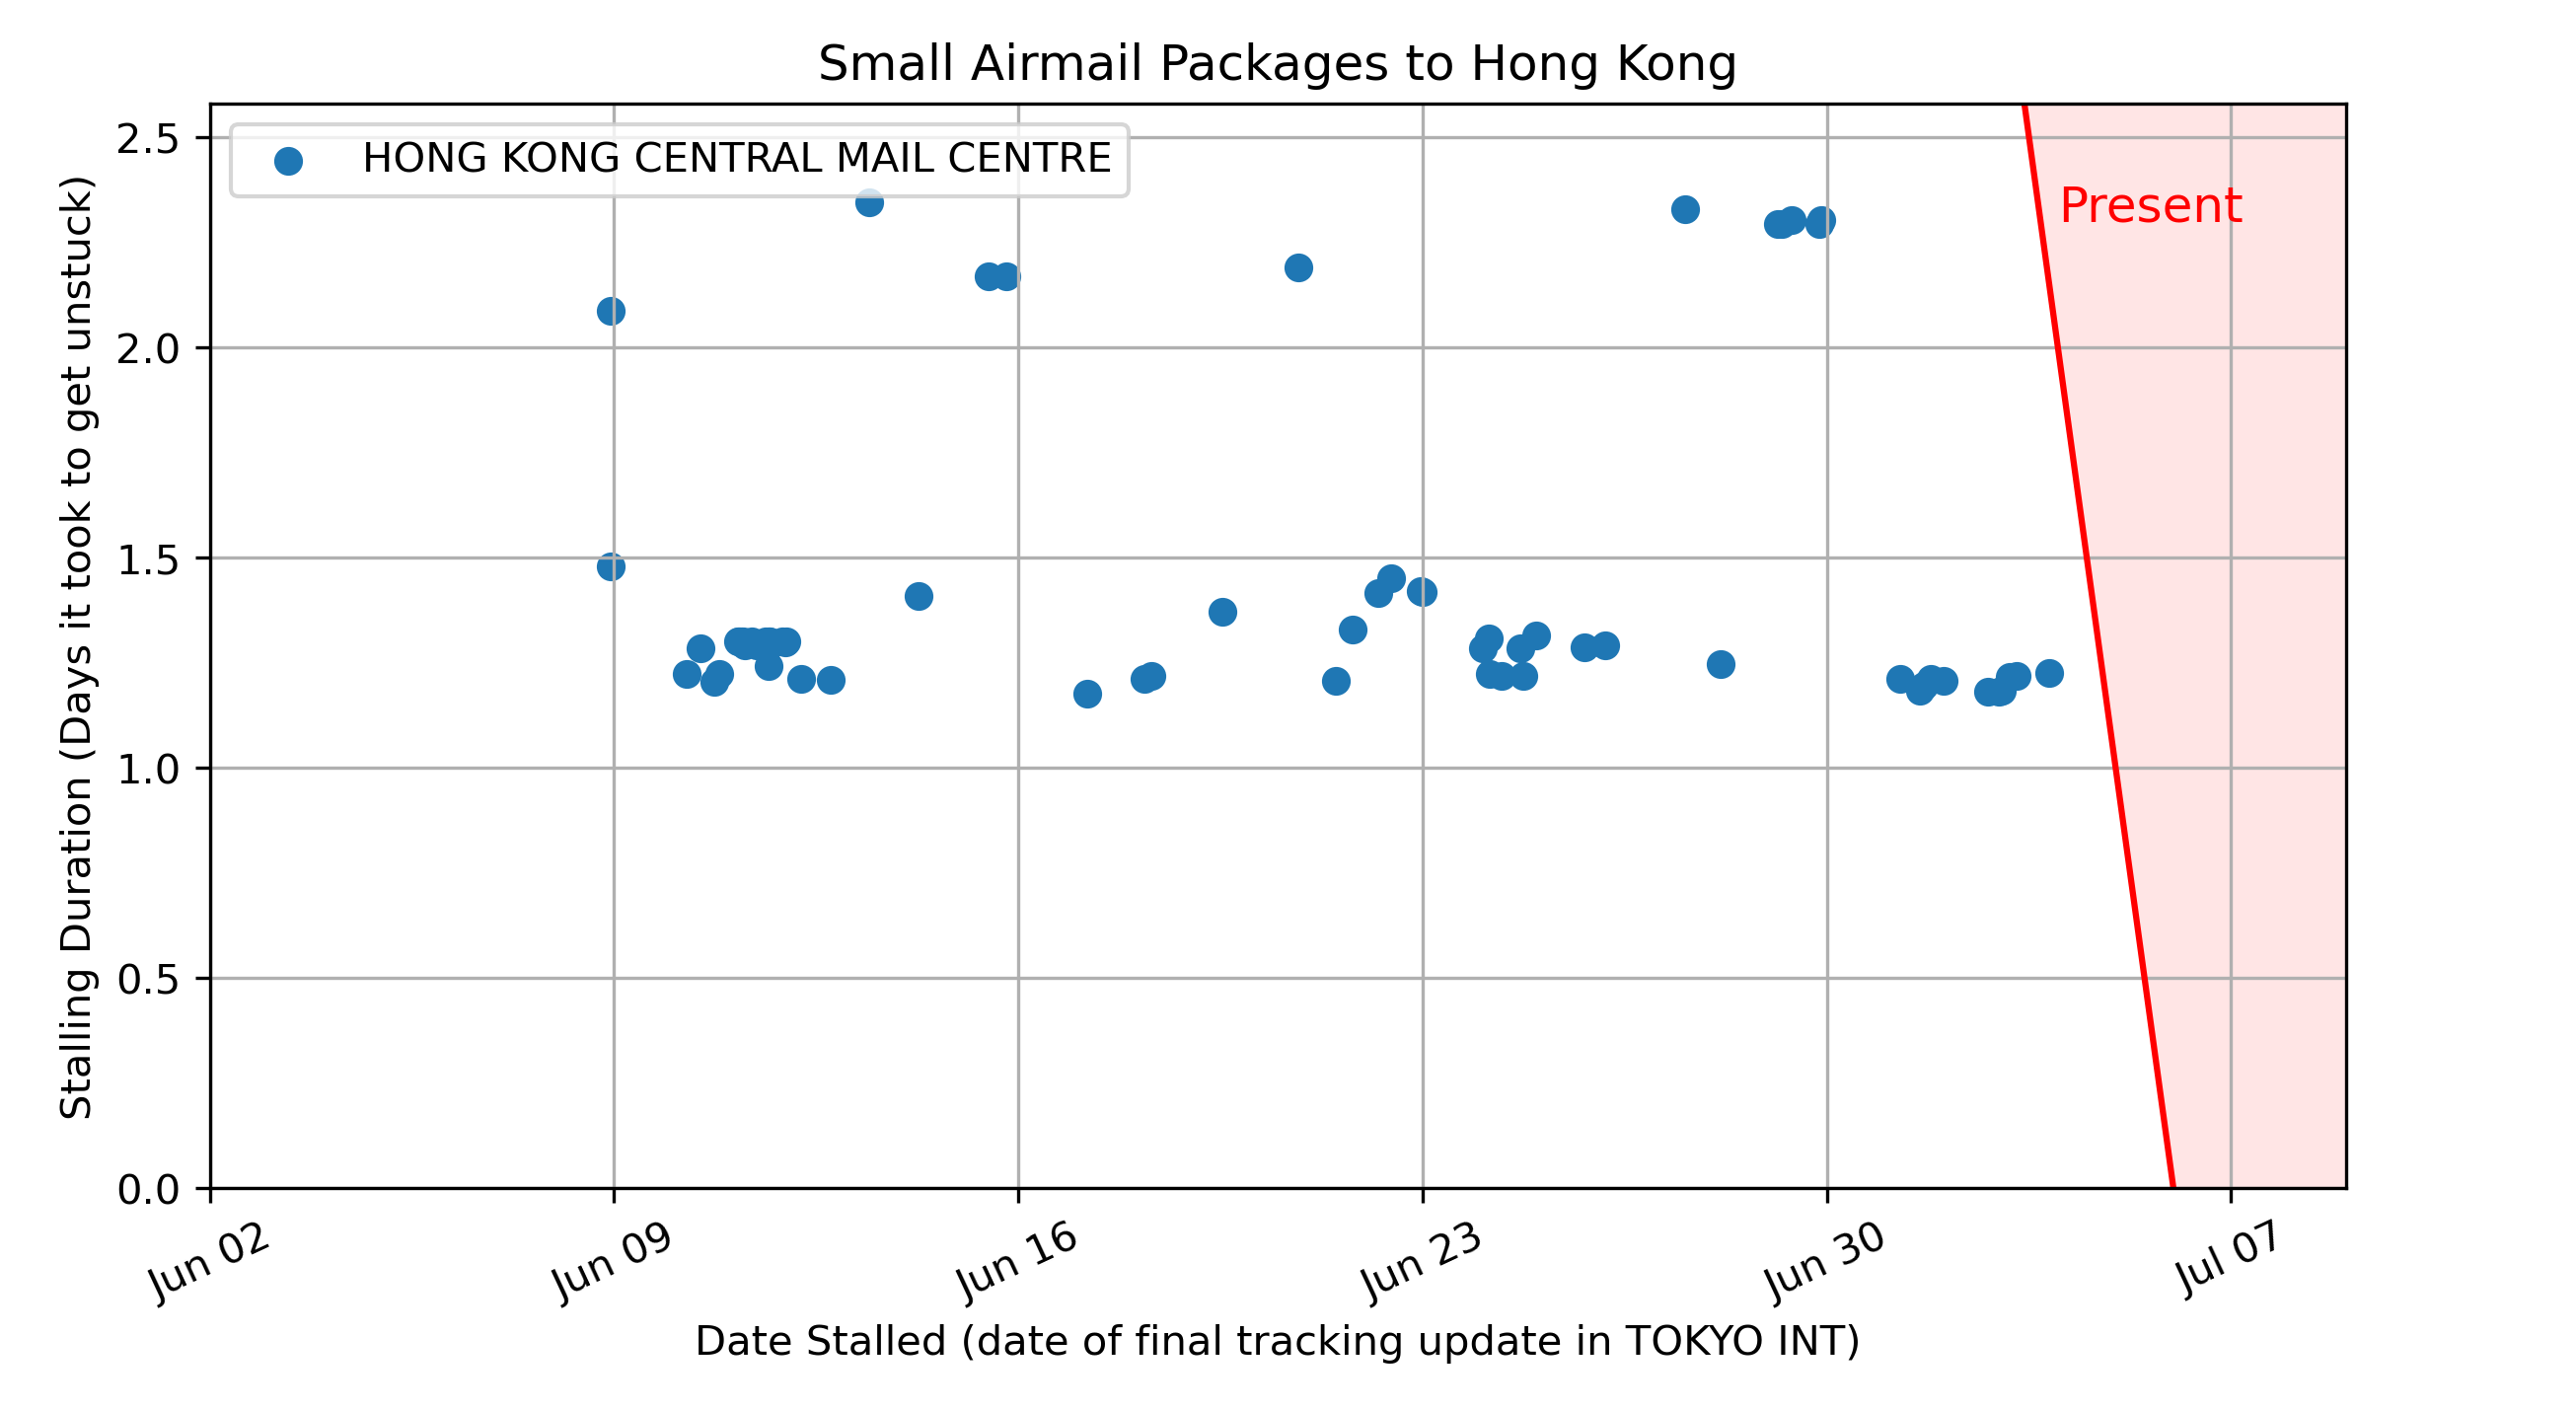 Small Airmail Packages to Hong Kong
HONG KONG CENTRAL MAIL CENTRE
Present
2.5
2.0
1.5
1.0
0.5
0.0
Stalling Duration (Days it took to get unstuck)
Jun 02
Jun 09
Jun 16
Jun 23
Jun 30
Jul 07
Date Stalled (date of final tracking update in TOKYO INT)